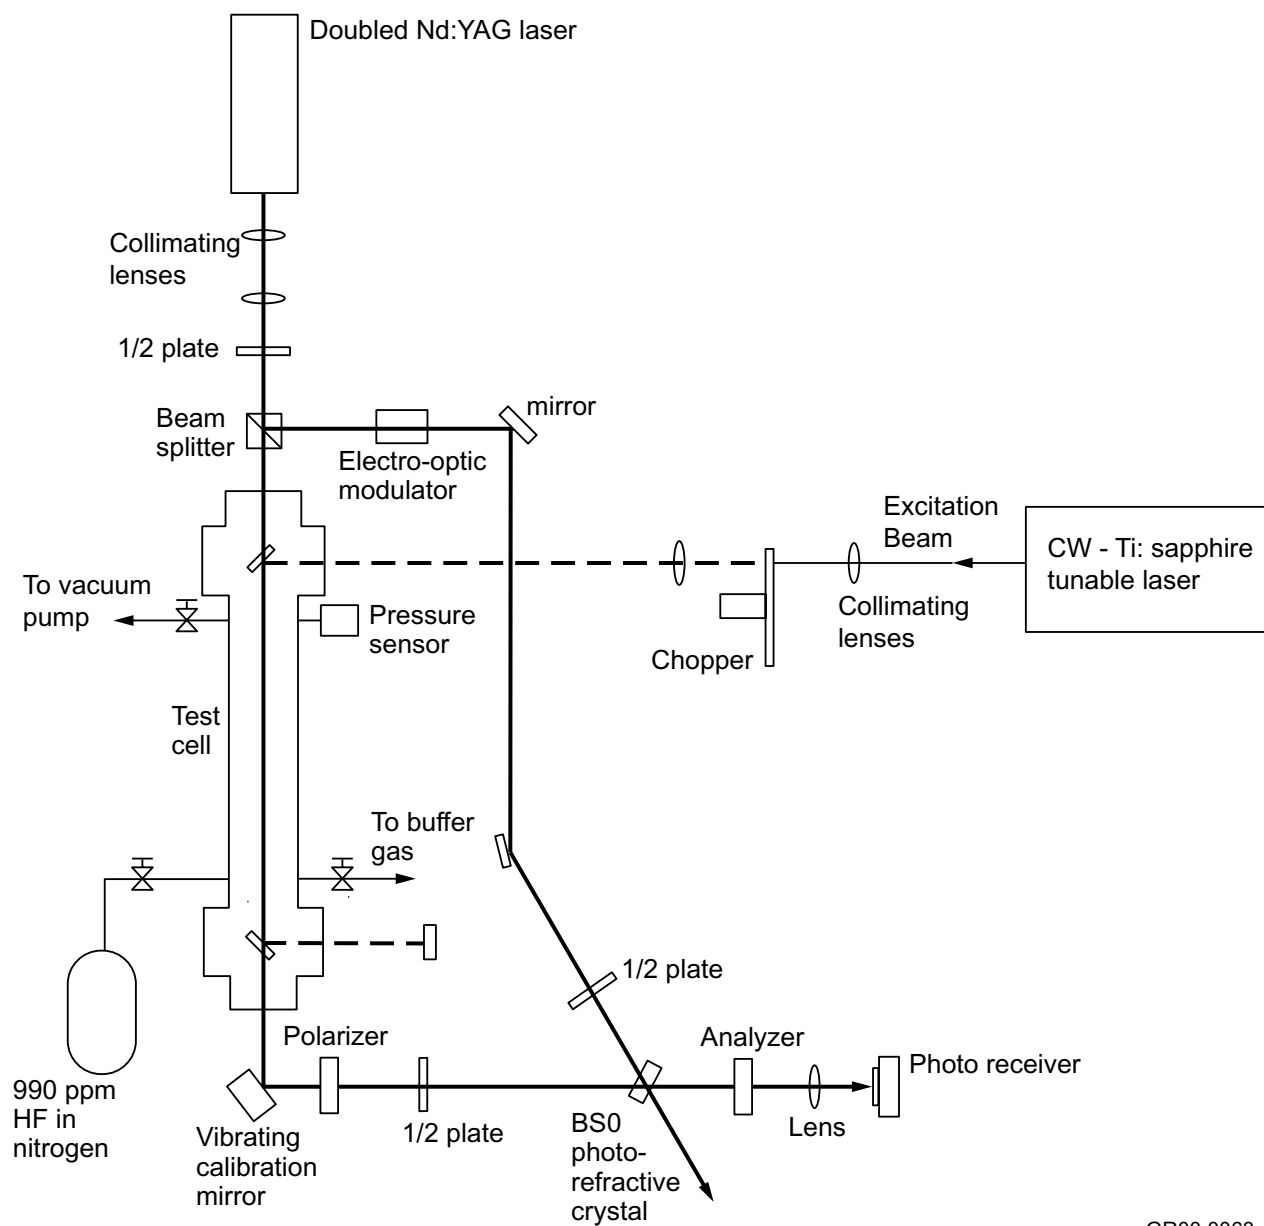 Doubled Nd:YAG laser
Collimating
lenses
1/2 plate
Beam
splitter
mirror
Electro-optic
modulator
Excitation
Beam
CW - Ti: sapphire
tunable laser
Collimating
lenses
Chopper
To vacuum
pump
Pressure
sensor
Test
cell
To buffer
gas
1/2 plate
Polarizer
Analyzer
Photo receiver
990 ppm
HF in
nitrogen
Vibrating
calibration
mirror
1/2 plate
BS0
photo-
refractive
crystal
Lens